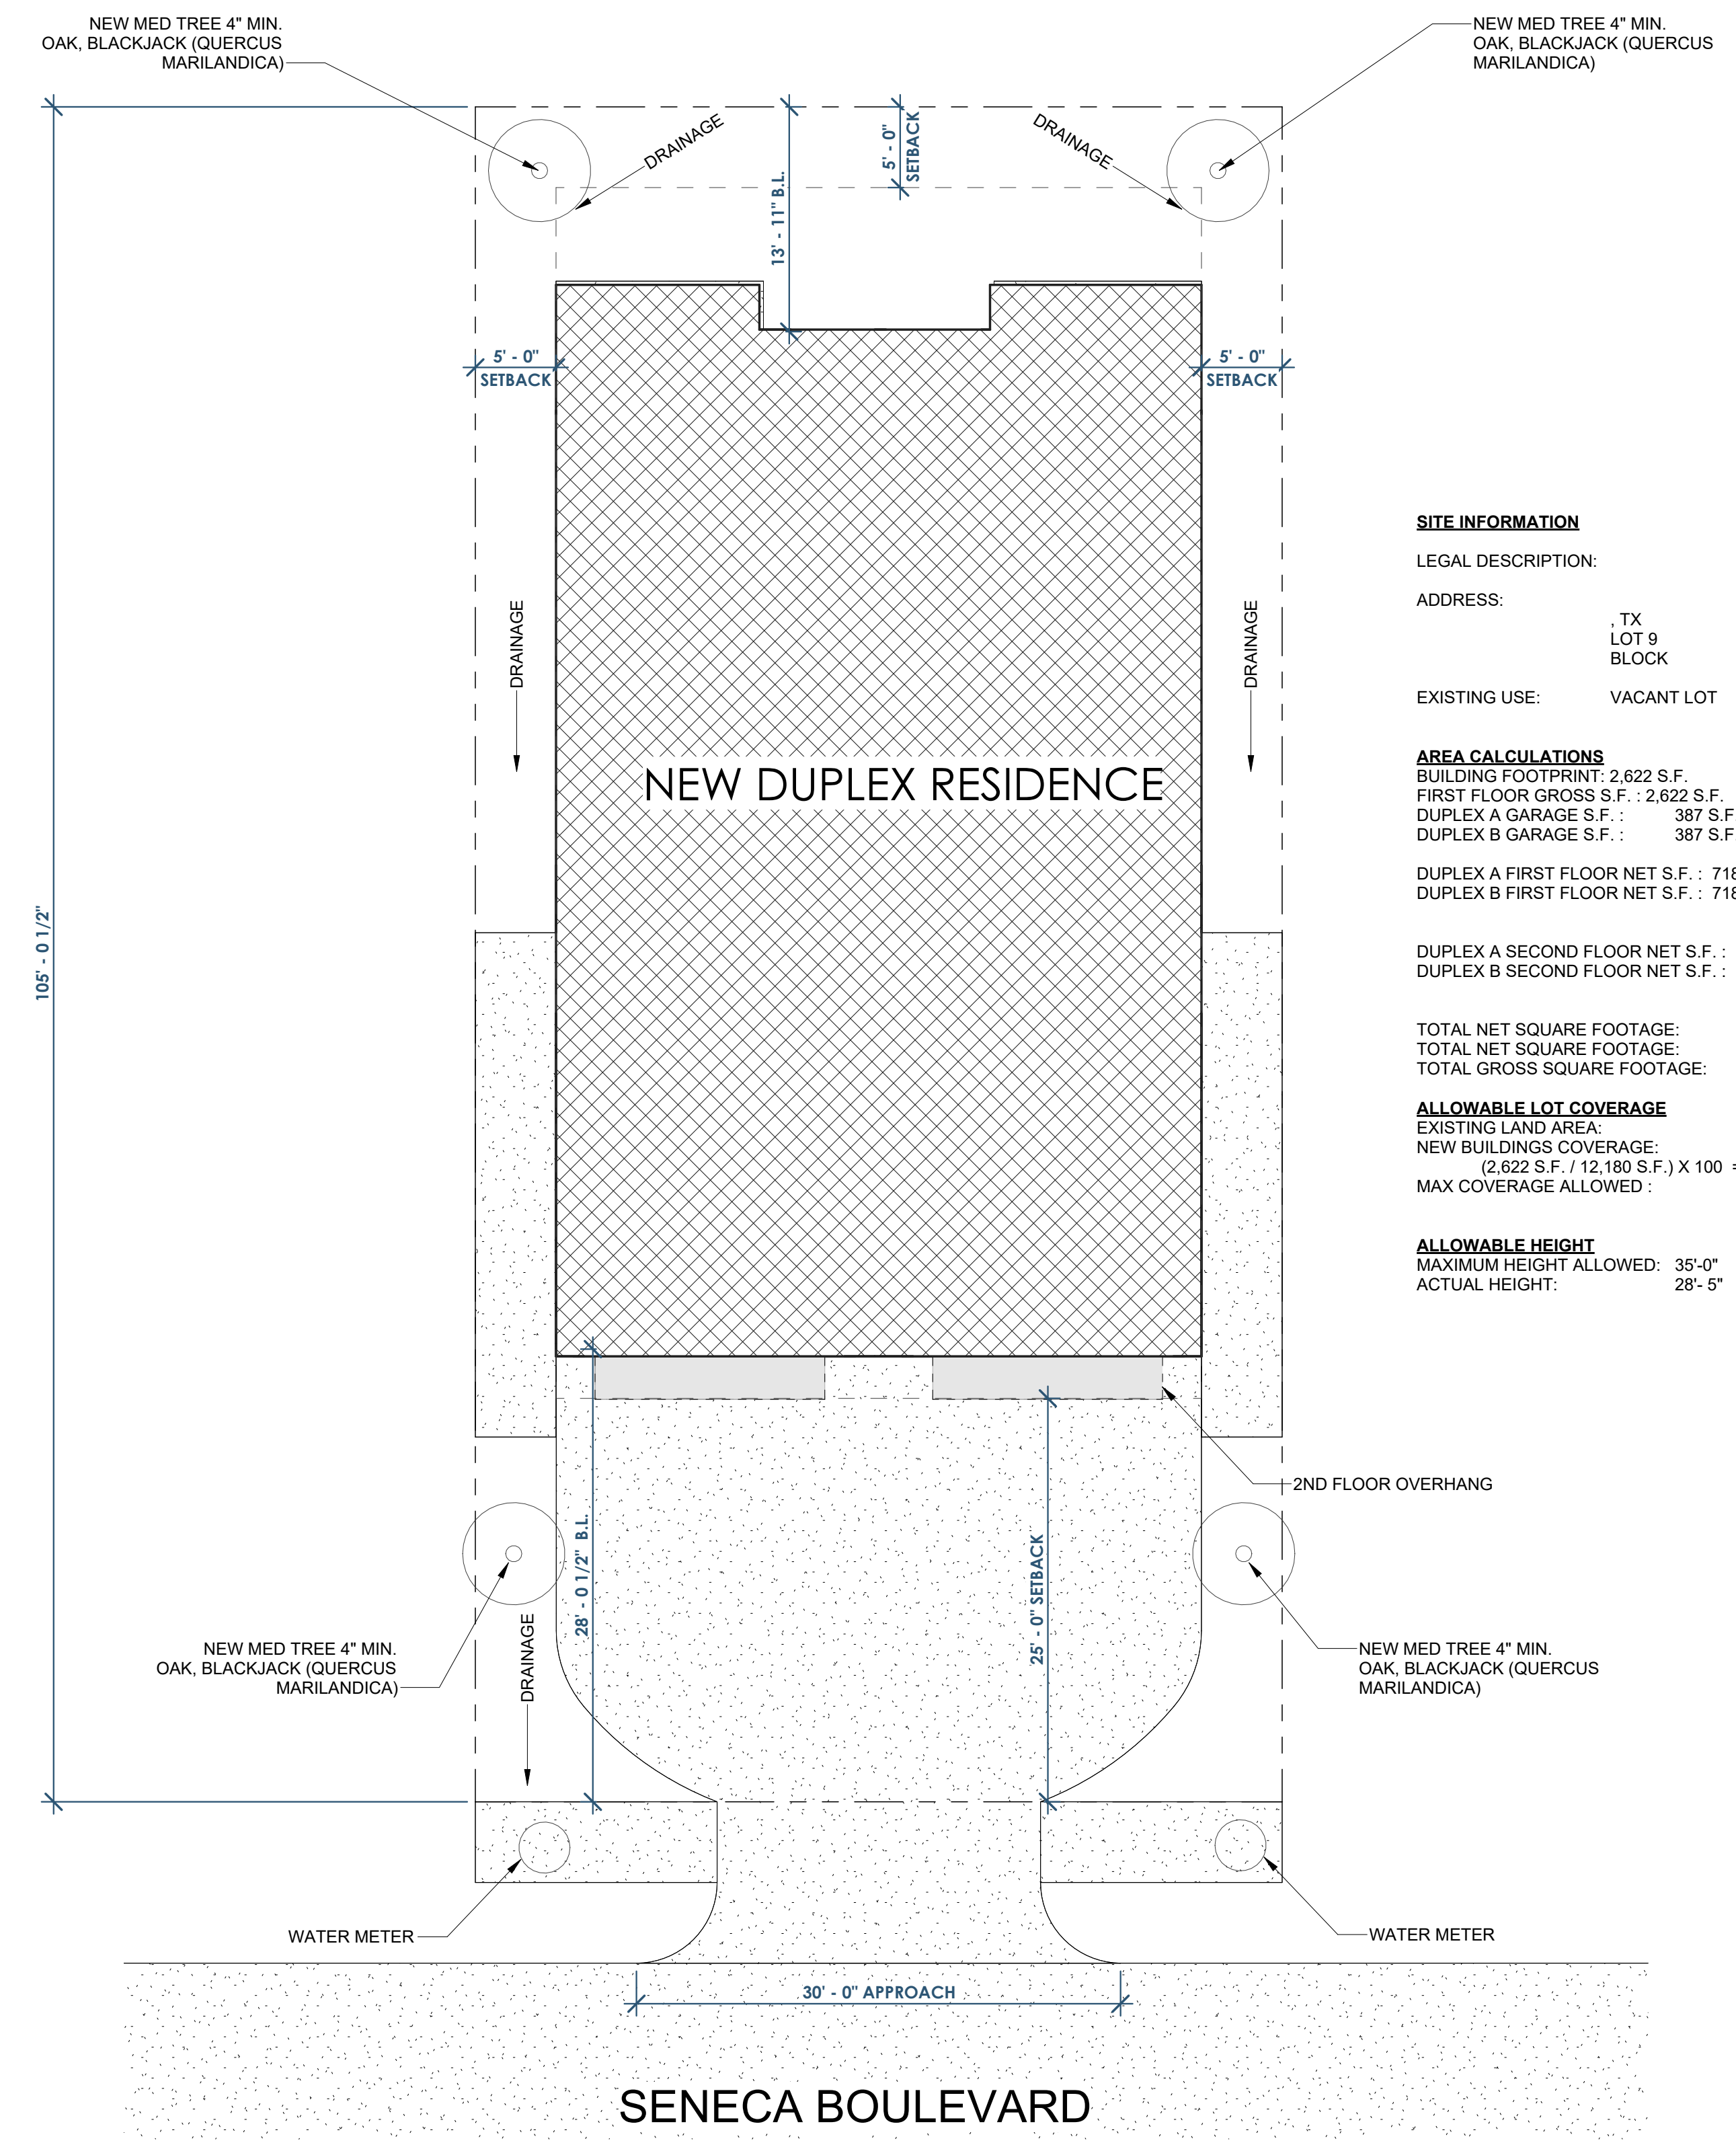 NEW MED TREE 4" MIN.
OAK, BLACKJACK (QUERCUS
MARILANDICA)
NEW MED TREE 4" MIN.
OAK, BLACKJACK (QUERCUS
MARILANDICA)
DRAINAGE
DRAINAGE
5' - 0"
SETBACK
13' - 11" B.L.
5' - 0"
SETBACK
5' - 0"
SETBACK
DRAINAGE
DRAINAGE
NEW DUPLEX RESIDENCE
105' - 0 1/2"
SITE INFORMATION
LEGAL DESCRIPTION:
ADDRESS:
, TX
LOT 9
BLOCK
EXISTING USE: VACANT LOT
AREA CALCULATIONS
BUILDING FOOTPRINT: 2,622 S.F.
FIRST FLOOR GROSS S.F. : 2,622 S.F.
DUPLEX A GARAGE S.F. : 387 S.F
DUPLEX B GARAGE S.F. : 387 S.F
DUPLEX A FIRST FLOOR NET S.F. : 718
DUPLEX B FIRST FLOOR NET S.F. : 718
DUPLEX A SECOND FLOOR NET S.F. :
DUPLEX B SECOND FLOOR NET S.F. :
TOTAL NET SQUARE FOOTAGE:
TOTAL NET SQUARE FOOTAGE:
TOTAL GROSS SQUARE FOOTAGE:
ALLOWABLE LOT COVERAGE
EXISTING LAND AREA:
NEW BUILDINGS COVERAGE:
(2,622 S.F. / 12,180 S.F.) X 100 =
MAX COVERAGE ALLOWED :
ALLOWABLE HEIGHT
MAXIMUM HEIGHT ALLOWED: 35'-0"
ACTUAL HEIGHT: 28'- 5"
2ND FLOOR OVERHANG
28' - 0 1/2" B.L.
25' - 0" SETBACK
NEW MED TREE 4" MIN.
OAK, BLACKJACK (QUERCUS
MARILANDICA)
DRAINAGE
NEW MED TREE 4" MIN.
OAK, BLACKJACK (QUERCUS
MARILANDICA)
WATER METER
WATER METER
30' - 0" APPROACH
SENECA BOULEVARD